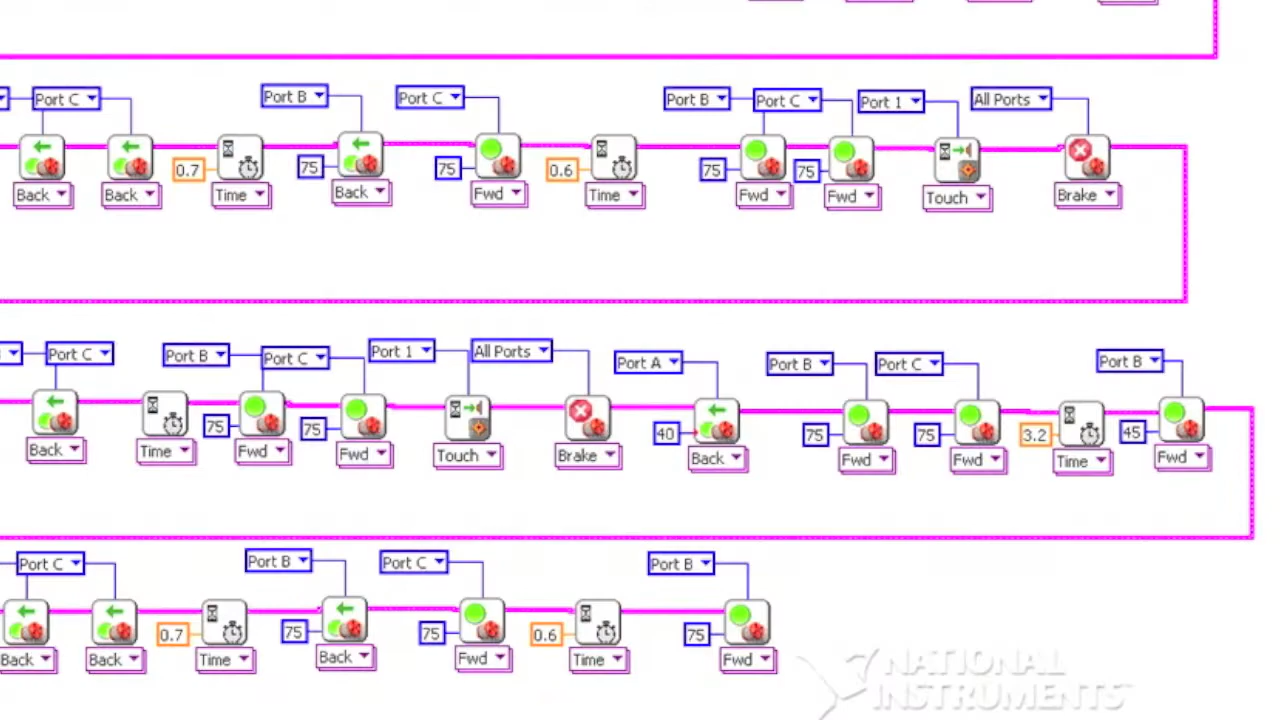 Port C Port B Port C Port B Port C Port 1 All Ports
0.7 75 75 0.6 75 75
Back Back Time Back Fwd Time Fwd Fwd Touch Brake
Port C Port B Port C Port 1 All Ports Port A Port B Port C Port B
75 75 40 75 75 3.2 45
Back Time Fwd Fwd Touch Brake Back Fwd Fwd Time Fwd
Port C Port B Port C Port B
0.7 75 75 0.6 75
Back Back Time Back Fwd Time Fwd
NATIONAL
INSTRUMENTS